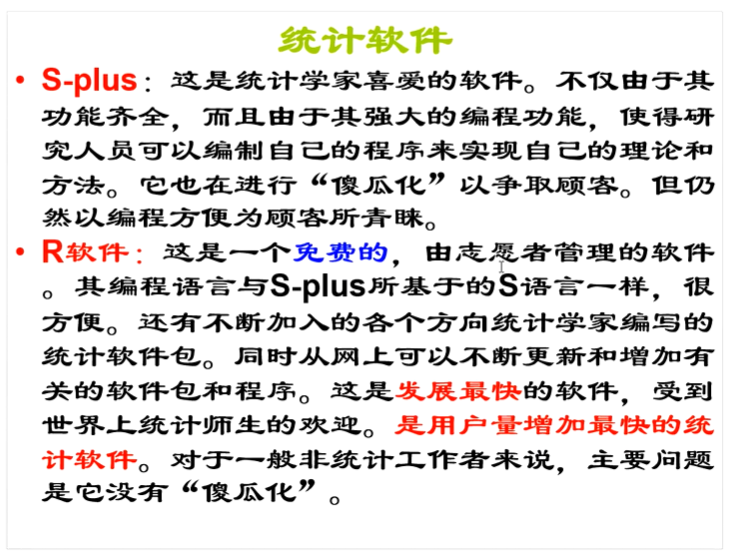 统计软件
• S-plus：这是统计学家喜爱的软件。不仅由于其
功能齐全，而且由于其强大的编程功能，使得研
究人员可以编制自己的程序来实现自己的理论和
方法。它也在进行“傻瓜化”以争取顾客。但仍
然以编程方便为顾客所青睐。
• R软件：这是一个免费的，由志愿者管理的软件
。其编程语言与S-plus所基于的S语言一样，很
方便。还有不断加入的各个方向统计学家编写的
统计软件包。同时从网上可以不断更新和增加有
关的软件包和程序。这是发展最快的软件，受到
世界上统计师生的欢迎。是用户量增加最快的统
计软件。对于一般非统计工作者来说，主要问题
是它没有“傻瓜化”。